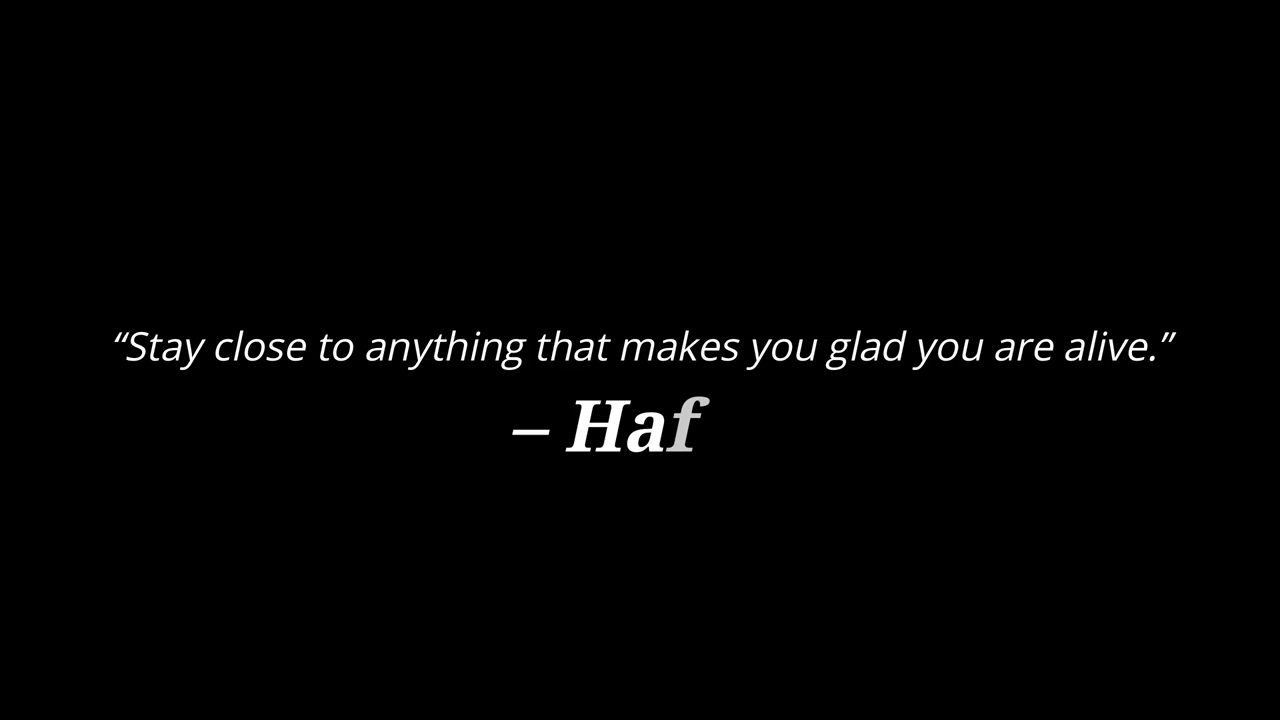 “Stay close to anything that makes you glad you are alive.”
– Haf